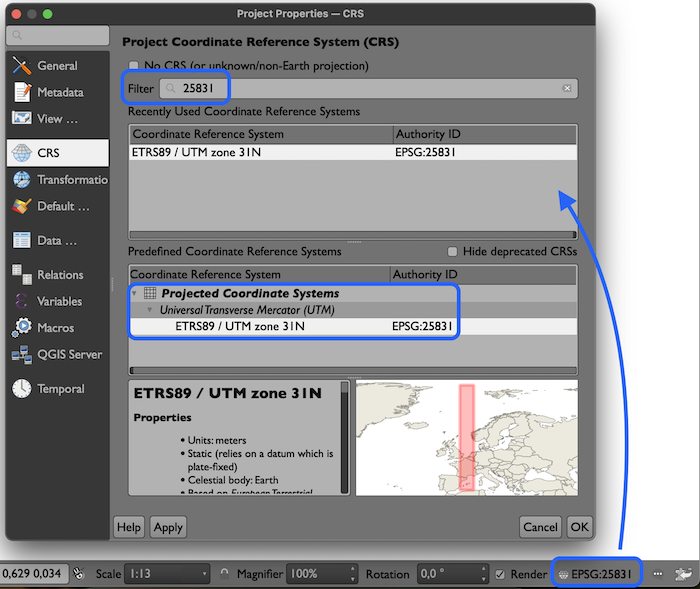 Project Properties — CRS
Project Coordinate Reference System (CRS)
No CRS (or unknown/non-Earth projection)
General
Filter 25831
Metadata
Recently Used Coordinate Reference Systems
View ...
Coordinate Reference System Authority ID
CRS
ETRS89 / UTM zone 31N EPSG:25831
Transformatio
Default ...
Data ...
Predefined Coordinate Reference Systems Hide deprecated CRSs
Relations
Coordinate Reference System Authority ID
Variables
Projected Coordinate Systems
Universal Transverse Mercator (UTM)
Macros
ETRS89 / UTM zone 31N EPSG:25831
QGIS Server
Temporal
ETRS89 / UTM zone 31N
Properties
• Units: meters
• Static (relies on a datum which is
plate-fixed)
• Celestial body: Earth
• Based on European Terrestrial
Help Apply Cancel OK
0,629 0,034 Scale 1:13 Magnifier 100% Rotation 0,0 ° Render EPSG:25831